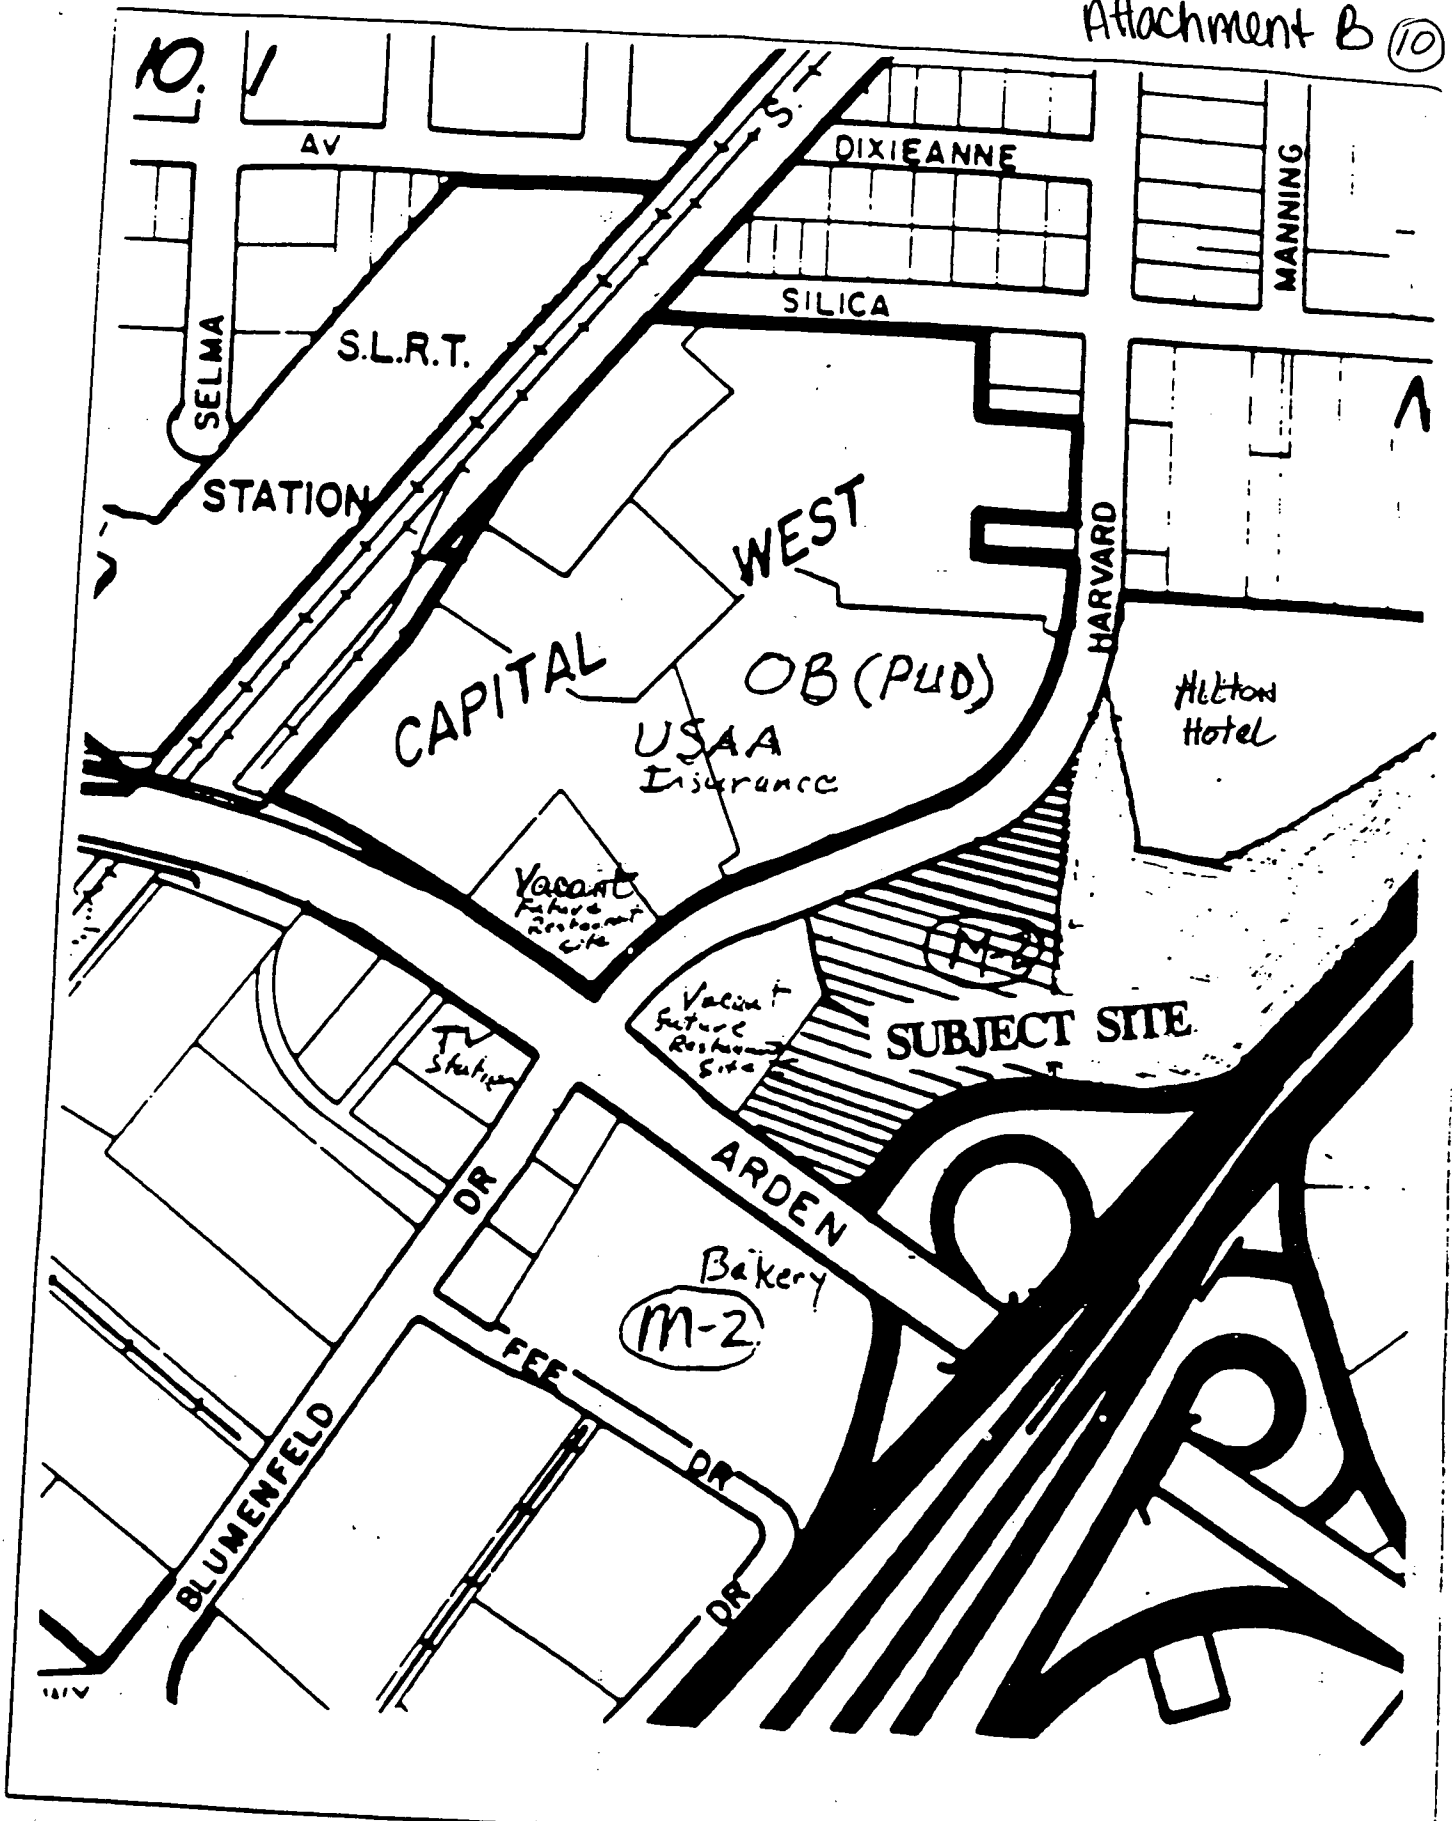 Attachment B 10
10. 1
S.
AV
DIXIEANNE
MANNING
SILICA
SELMA
S.L.R.T.
STATION
WEST
HARVARD
CAPITAL
OB (PUD)
Hilton
Hotel
USAA
Insurance
Vacant
Future
Restaurant
Site
M-2
Vacant
Future
Restaurant
Site
SUBJECT SITE
TV
Station
ARDEN
DR
Bakery
M-2
FEE
DR
BLUMENFELD
DR